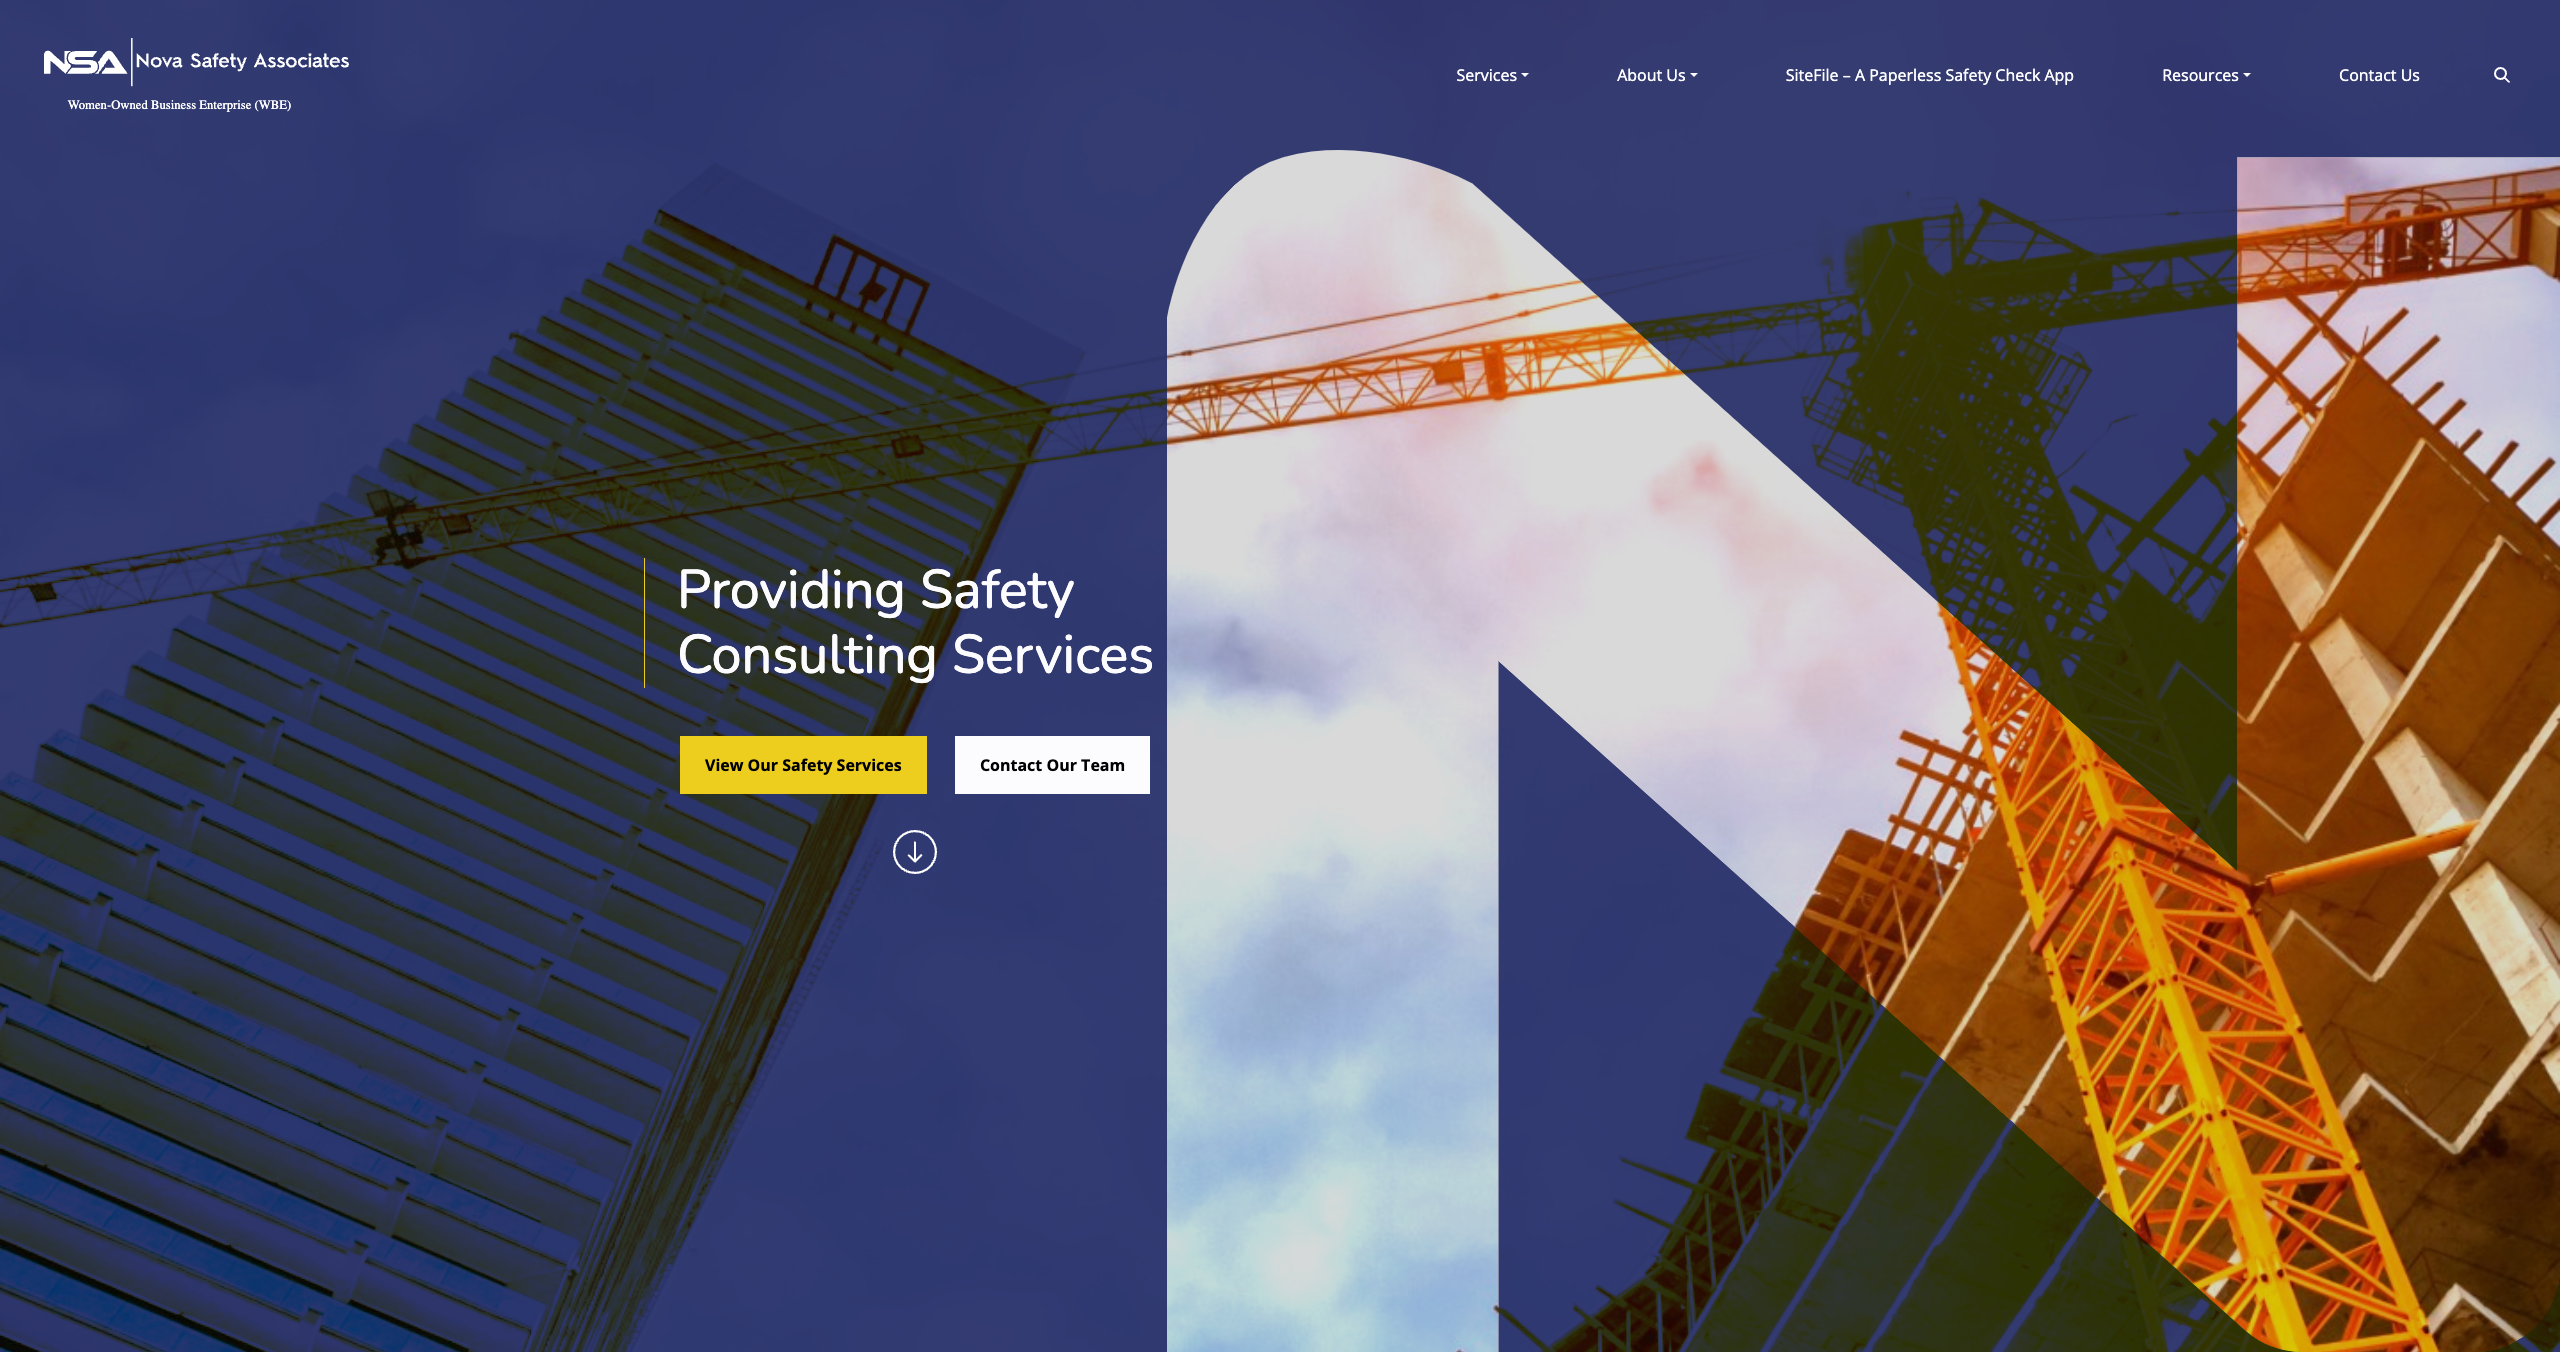 NSA Nova Safety Associates
Women-Owned Business Enterprise (WBE)
Services
About Us
SiteFile – A Paperless Safety Check App
Resources
Contact Us
Providing Safety
Consulting Services
View Our Safety Services
Contact Our Team